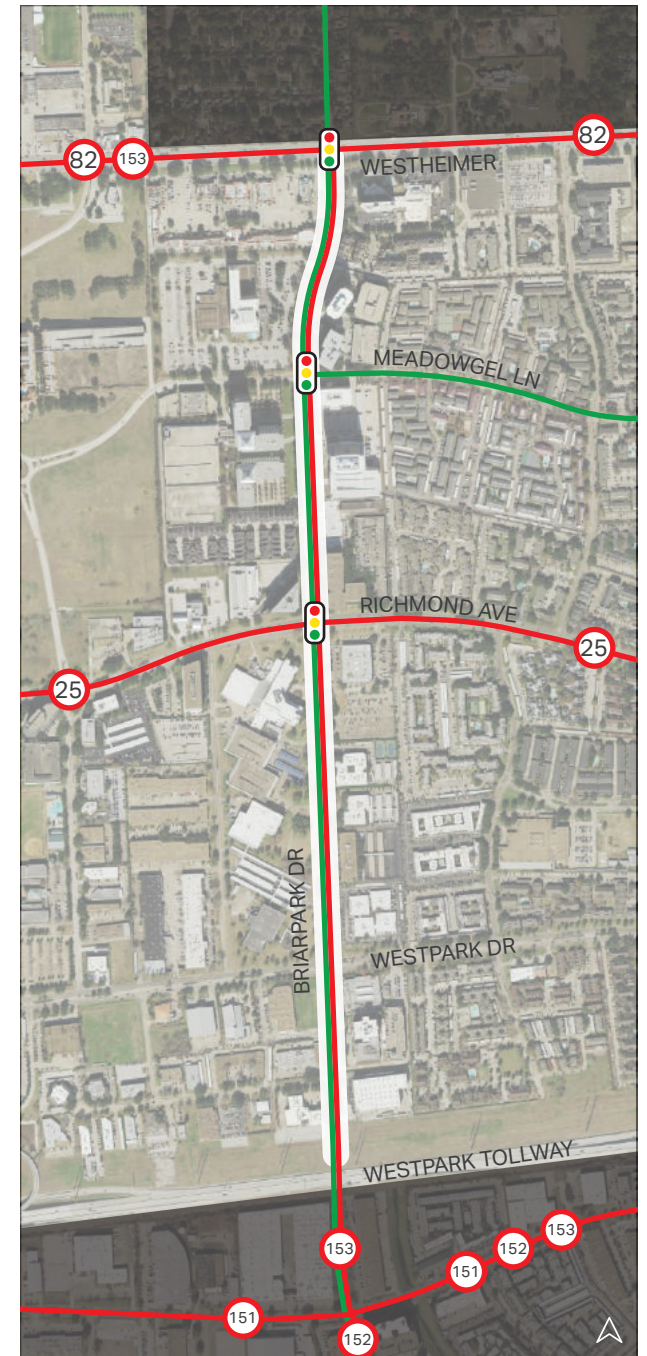 82
153
82
WESTHEIMER
MEADOWGEL LN
RICHMOND AVE
25
25
BRIARPARK DR
WESTPARK DR
WESTPARK TOLLWAY
153
153
152
151
151
152